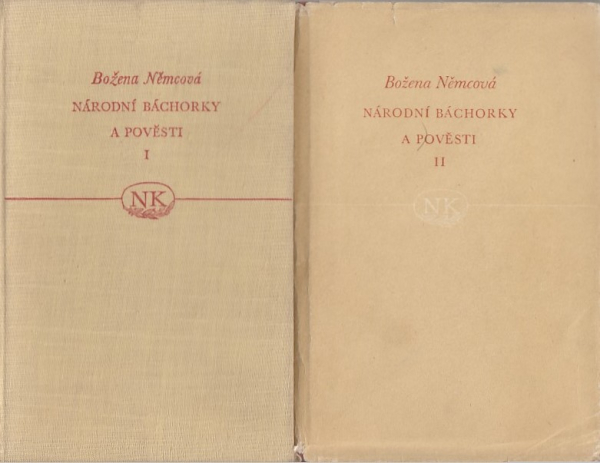 Božena Němcová
NÁRODNÍ BÁCHORKY
A POVĚSTI
I
NK
Božena Němcová
NÁRODNÍ BÁCHORKY
A POVĚSTI
II
NK